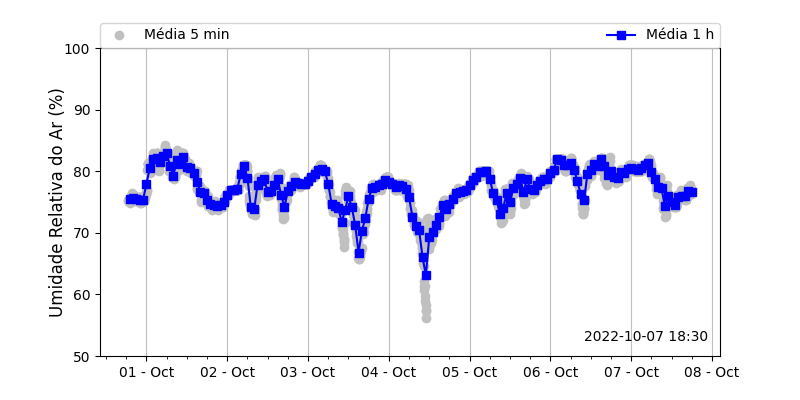 Média 5 min
Média 1 h
Umidade Relativa do Ar (%)
100
90
80
70
60
50
2022-10-07 18:30
01 - Oct
02 - Oct
03 - Oct
04 - Oct
05 - Oct
06 - Oct
07 - Oct
08 - Oct